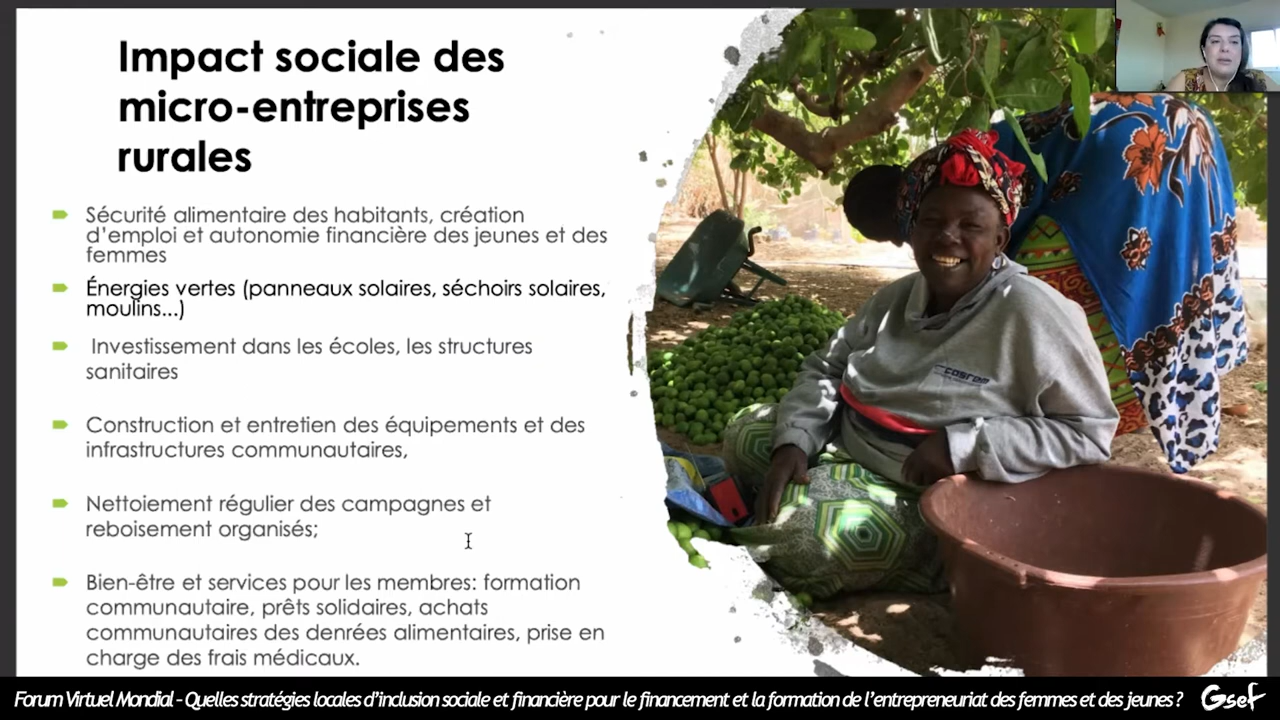 Impact sociale des
micro-entreprises
rurales
Sécurité alimentaire des habitants, création
d'emploi et autonomie financière des jeunes et des
femmes
Énergies vertes (panneaux solaires, séchoirs solaires,
moulins...)
Investissement dans les écoles, les structures
sanitaires
Construction et entretien des équipements et des
infrastructures communautaires,
Nettoiement régulier des campagnes et
reboisement organisés;
Bien-être et services pour les membres: formation
communautaire, prêts solidaires, achats
communautaires des denrées alimentaires, prise en
charge des frais médicaux.
Forum Virtuel Mondial - Quelles stratégies locales d'inclusion sociale et financière pour le financement et la formation de l'entrepreneuriat des femmes et des jeunes ?
Gsef